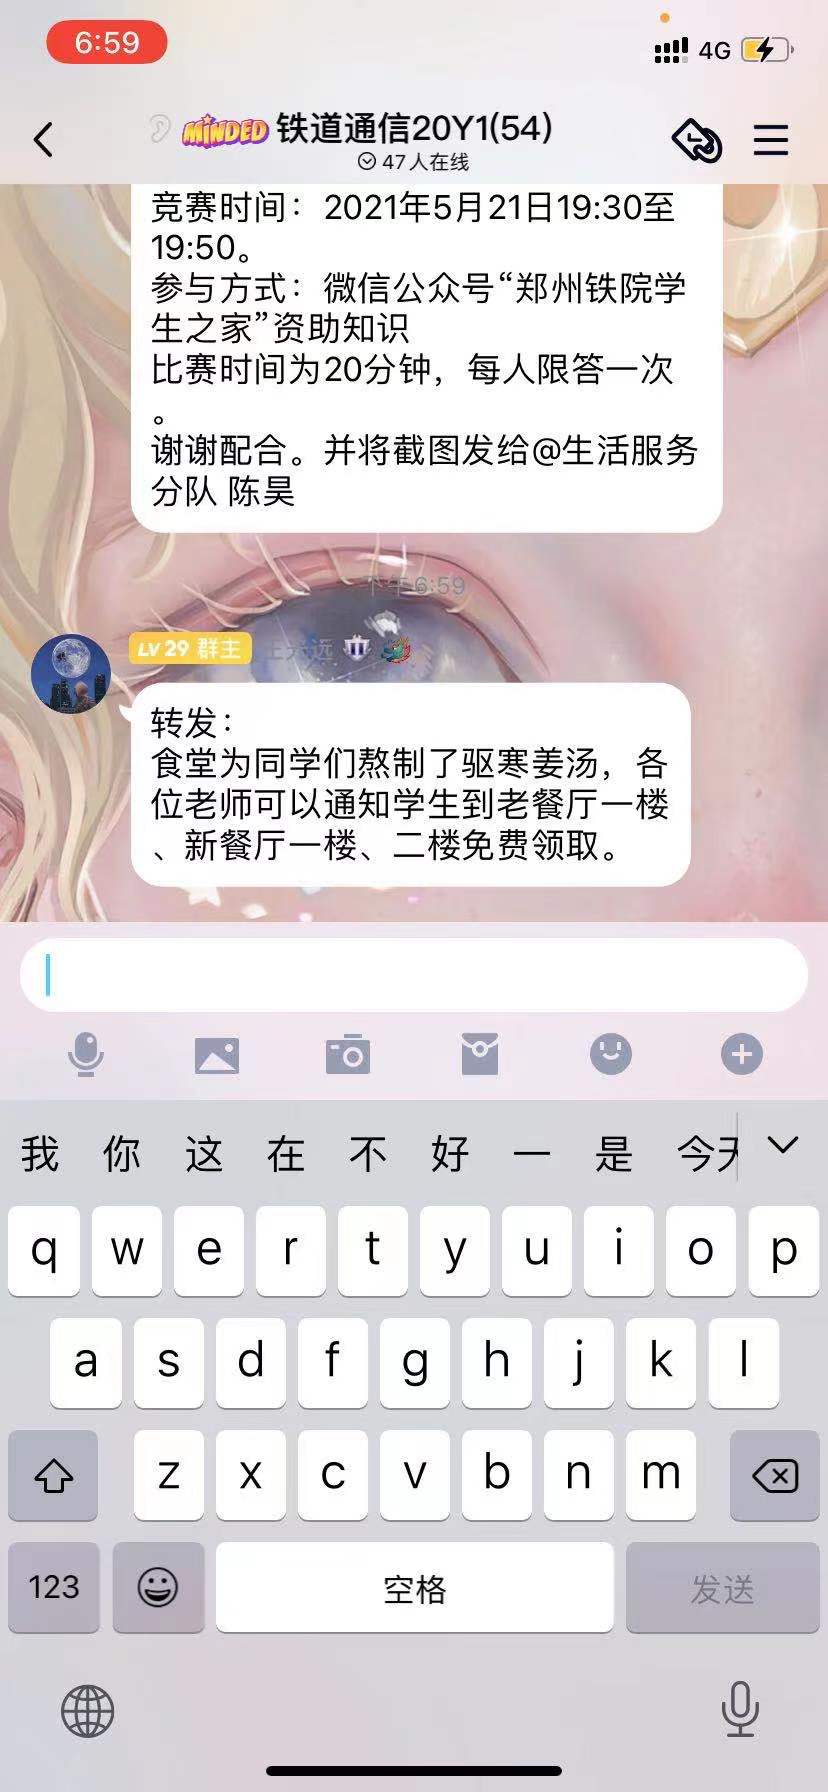 6:59
4G
MINDED 铁道通信20Y1(54)
47人在线
竞赛时间：2021年5月21日19:30至
19:50。
参与方式：微信公众号“郑州铁院学
生之家”资助知识
比赛时间为20分钟，每人限答一次
。
谢谢配合。并将截图发给@生活服务
分队 陈昊
下午 6:59
LV 29 群主
转发：
食堂为同学们熬制了驱寒姜汤，各
位老师可以通知学生到老餐厅一楼
、新餐厅一楼、二楼免费领取。
我 你 这 在 不 好 一 是 今天
q w e r t y u i o p
a s d f g h j k l
z x c v b n m
123 空格 发送